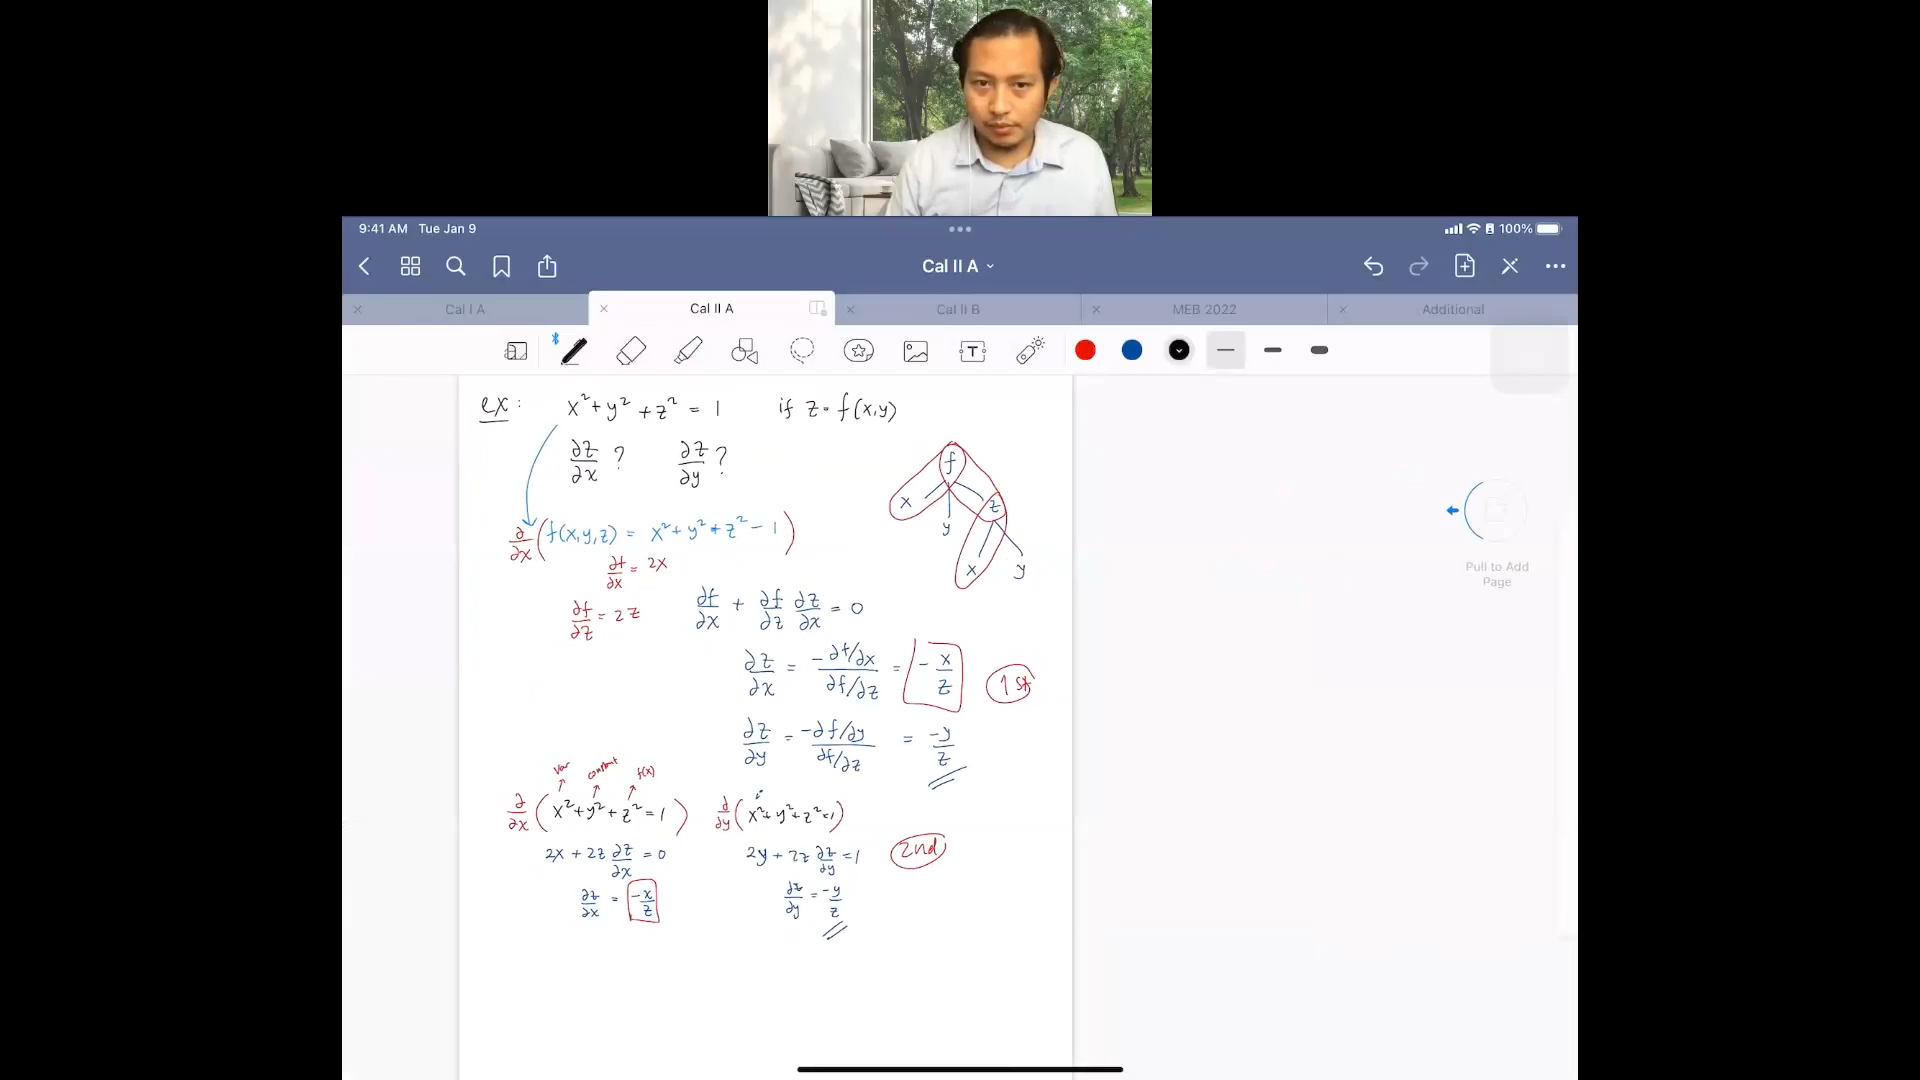 9:41 AM Tue Jan 9
100%
Cal II A
Cal I A
Cal II A
Cal II B
MEB 2022
Additional
ex: x² + y² + z² = 1 if z = f(x,y)
∂z/∂x ? ∂z/∂y ?
f
x y z
x y
∂/∂x (f(x,y,z) = x² + y² + z² - 1)
∂f/∂x = 2x
∂f/∂z = 2z
∂f/∂x + ∂f/∂z ∂z/∂x = 0
∂z/∂x = -∂f/∂x / ∂f/∂z = -x/z 1st
∂z/∂y = -∂f/∂y / ∂f/∂z = -y/z
var constant f(x)
∂/∂x (x² + y² + z² = 1) ∂/∂y (x² + y² + z² = 1)
2x + 2z ∂z/∂x = 0 2y + 2z ∂z/∂y = 1 2nd
∂z/∂x = -x/z ∂z/∂y = -y/z
Pull to Add
Page